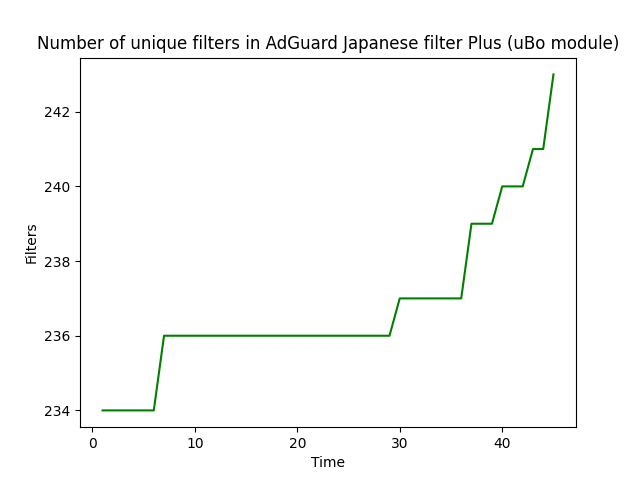 Number of unique filters in AdGuard Japanese filter Plus (uBo module)
Filters
242
240
238
236
234
0 10 20 30 40
Time